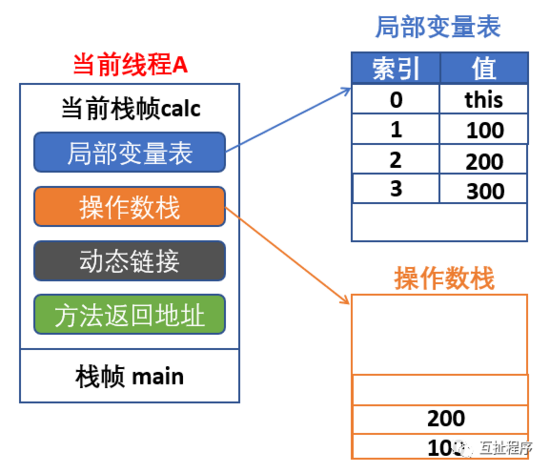 局部变量表
当前线程A
索引 值
当前栈帧calc
0 this
1 100
局部变量表
2 200
操作数栈
3 300
动态链接
操作数栈
方法返回地址
栈帧 main
200
互扯程序